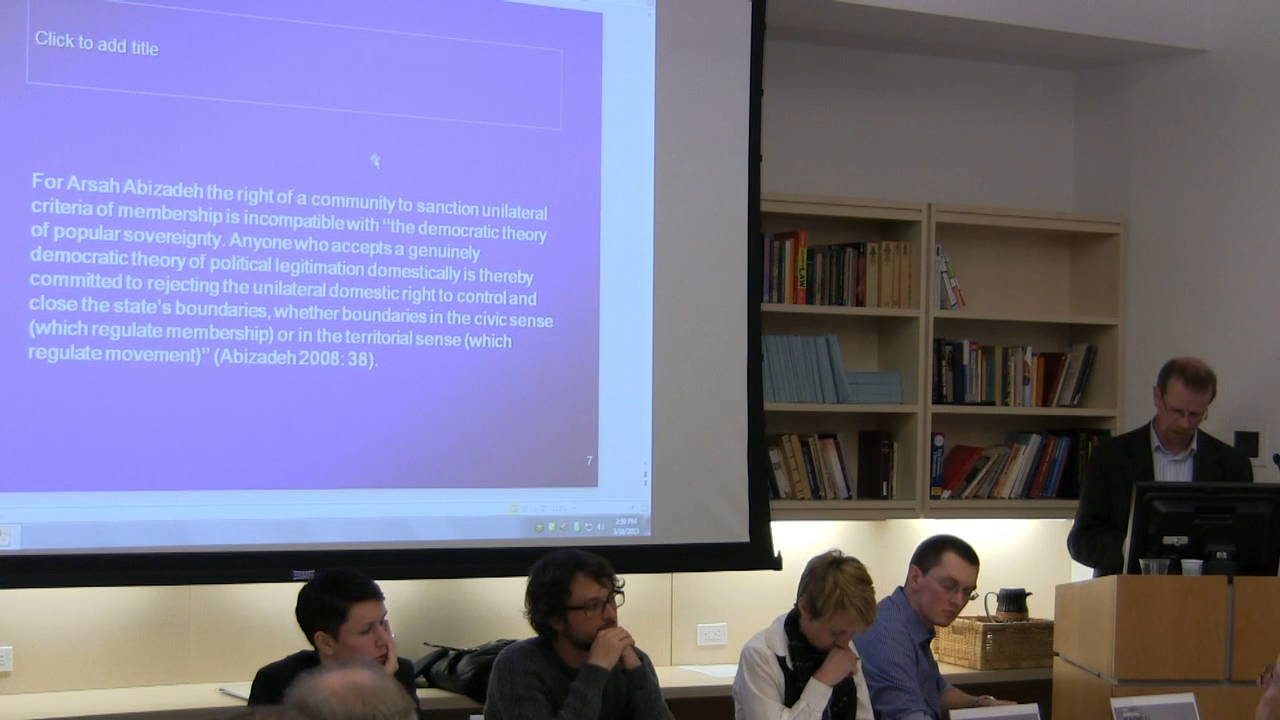 Click to add title
For Arsah Abizadeh the right of a community to sanction unilateral
criteria of membership is incompatible with “the democratic theory
of popular sovereignty. Anyone who accepts a genuinely
democratic theory of political legitimation domestically is thereby
committed to rejecting the unilateral domestic right to control and
close the state’s boundaries, whether boundaries in the civic sense
(which regulate membership) or in the territorial sense (which
regulate movement)” (Abizadeh 2008: 38).
7
LAW